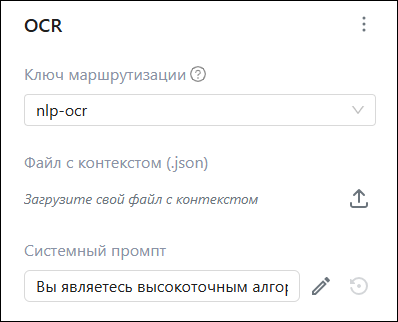 OCR
Ключ маршрутизации
nlp-ocr
Файл с контекстом (.json)
Загрузите свой файл с контекстом
Системный промпт
Вы являетесь высокоточным алгор